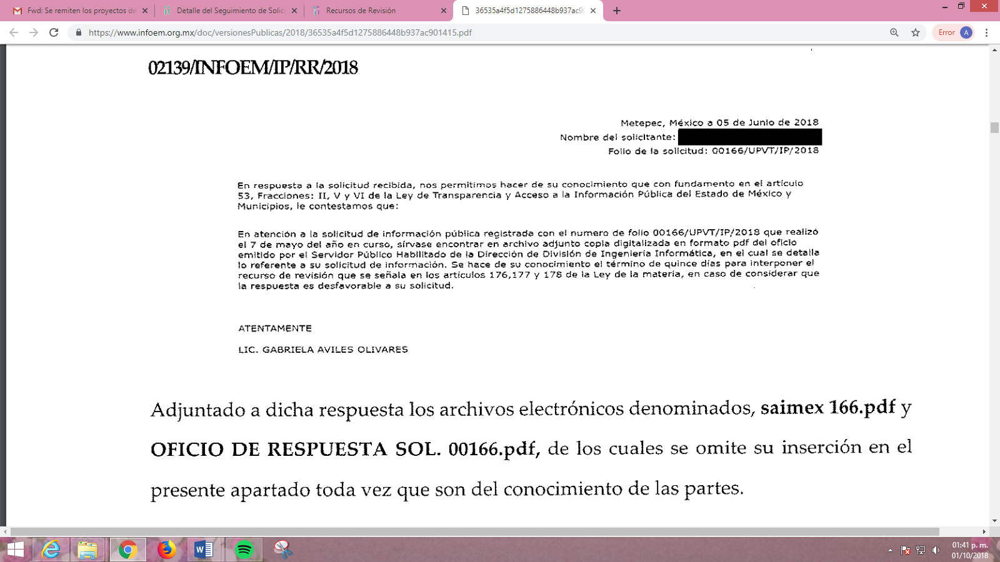 Fwd: Se remiten los proyectos de
Detalle del Seguimiento de Solici
Recursos de Revisión
36535a4f5d1275886448b937ac90
https://www.infoem.org.mx/doc/versionesPublicas/2018/36535a4f5d1275886448b937ac901415.pdf
Error
A
02139/INFOEM/IP/RR/2018
Metepec, México a 05 de Junio de 2018
Nombre del solicitante:
Folio de la solicitud: 00166/UPVT/IP/2018
En respuesta a la solicitud recibida, nos permitimos hacer de su conocimiento que con fundamento en el artículo
53, Fracciones: II, V y VI de la Ley de Transparencia y Acceso a la Información Pública del Estado de México y
Municipios, le contestamos que:
En atención a la solicitud de información pública registrada con el numero de folio 00166/UPVT/IP/2018 que realizó
el 7 de mayo del año en curso, sírvase encontrar en archivo adjunto copia digitalizada en formato pdf del oficio
emitido por el Servidor Público Habilitado de la Dirección de División de Ingeniería Informática, en el cual se detalla
lo referente a su solicitud de información. Se hace de su conocimiento el término de quince días para interponer el
recurso de revisión que se señala en los artículos 176,177 y 178 de la Ley de la materia, en caso de considerar que
la respuesta es desfavorable a su solicitud.
ATENTAMENTE
LIC. GABRIELA AVILES OLIVARES
Adjuntado a dicha respuesta los archivos electrónicos denominados, saimex 166.pdf y
OFICIO DE RESPUESTA SOL. 00166.pdf, de los cuales se omite su inserción en el
presente apartado toda vez que son del conocimiento de las partes.
01:41 p. m.
01/10/2018